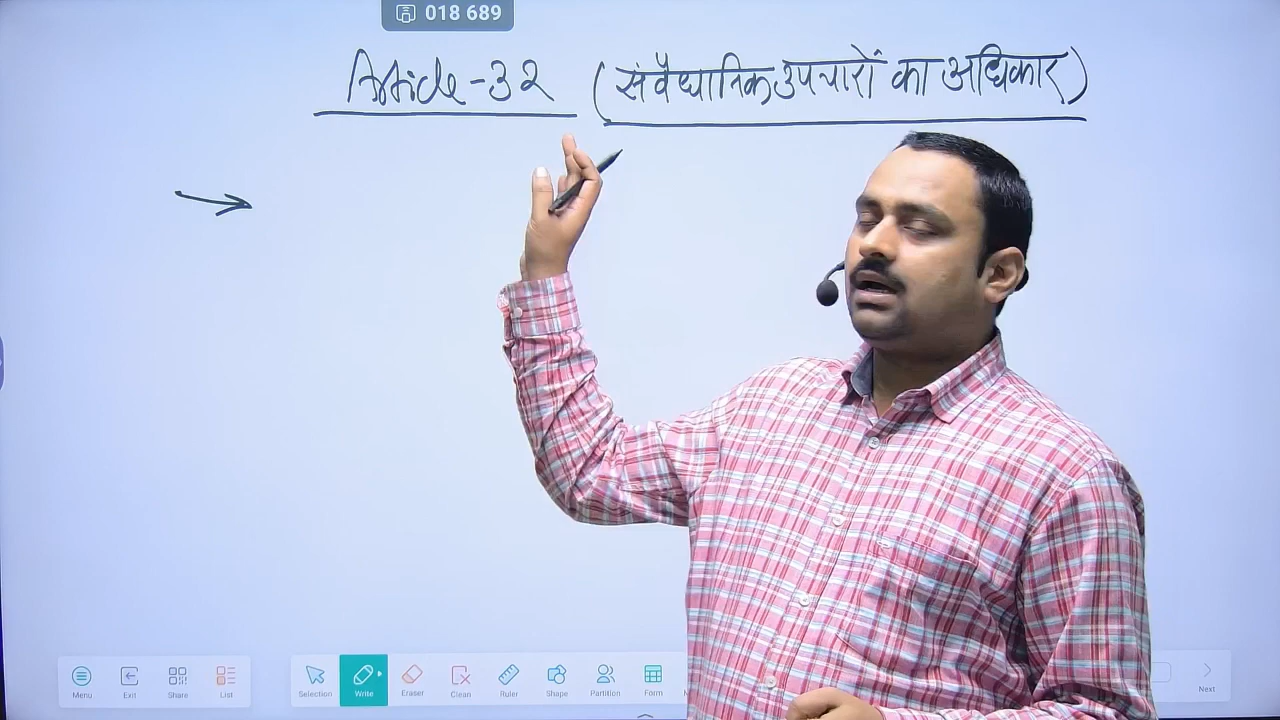 018 689
Article-32 (संवैधानिक उपचारों का अधिकार)
Menu Exit Share List Selection Write Eraser Clean Ruler Shape Partition Form Next